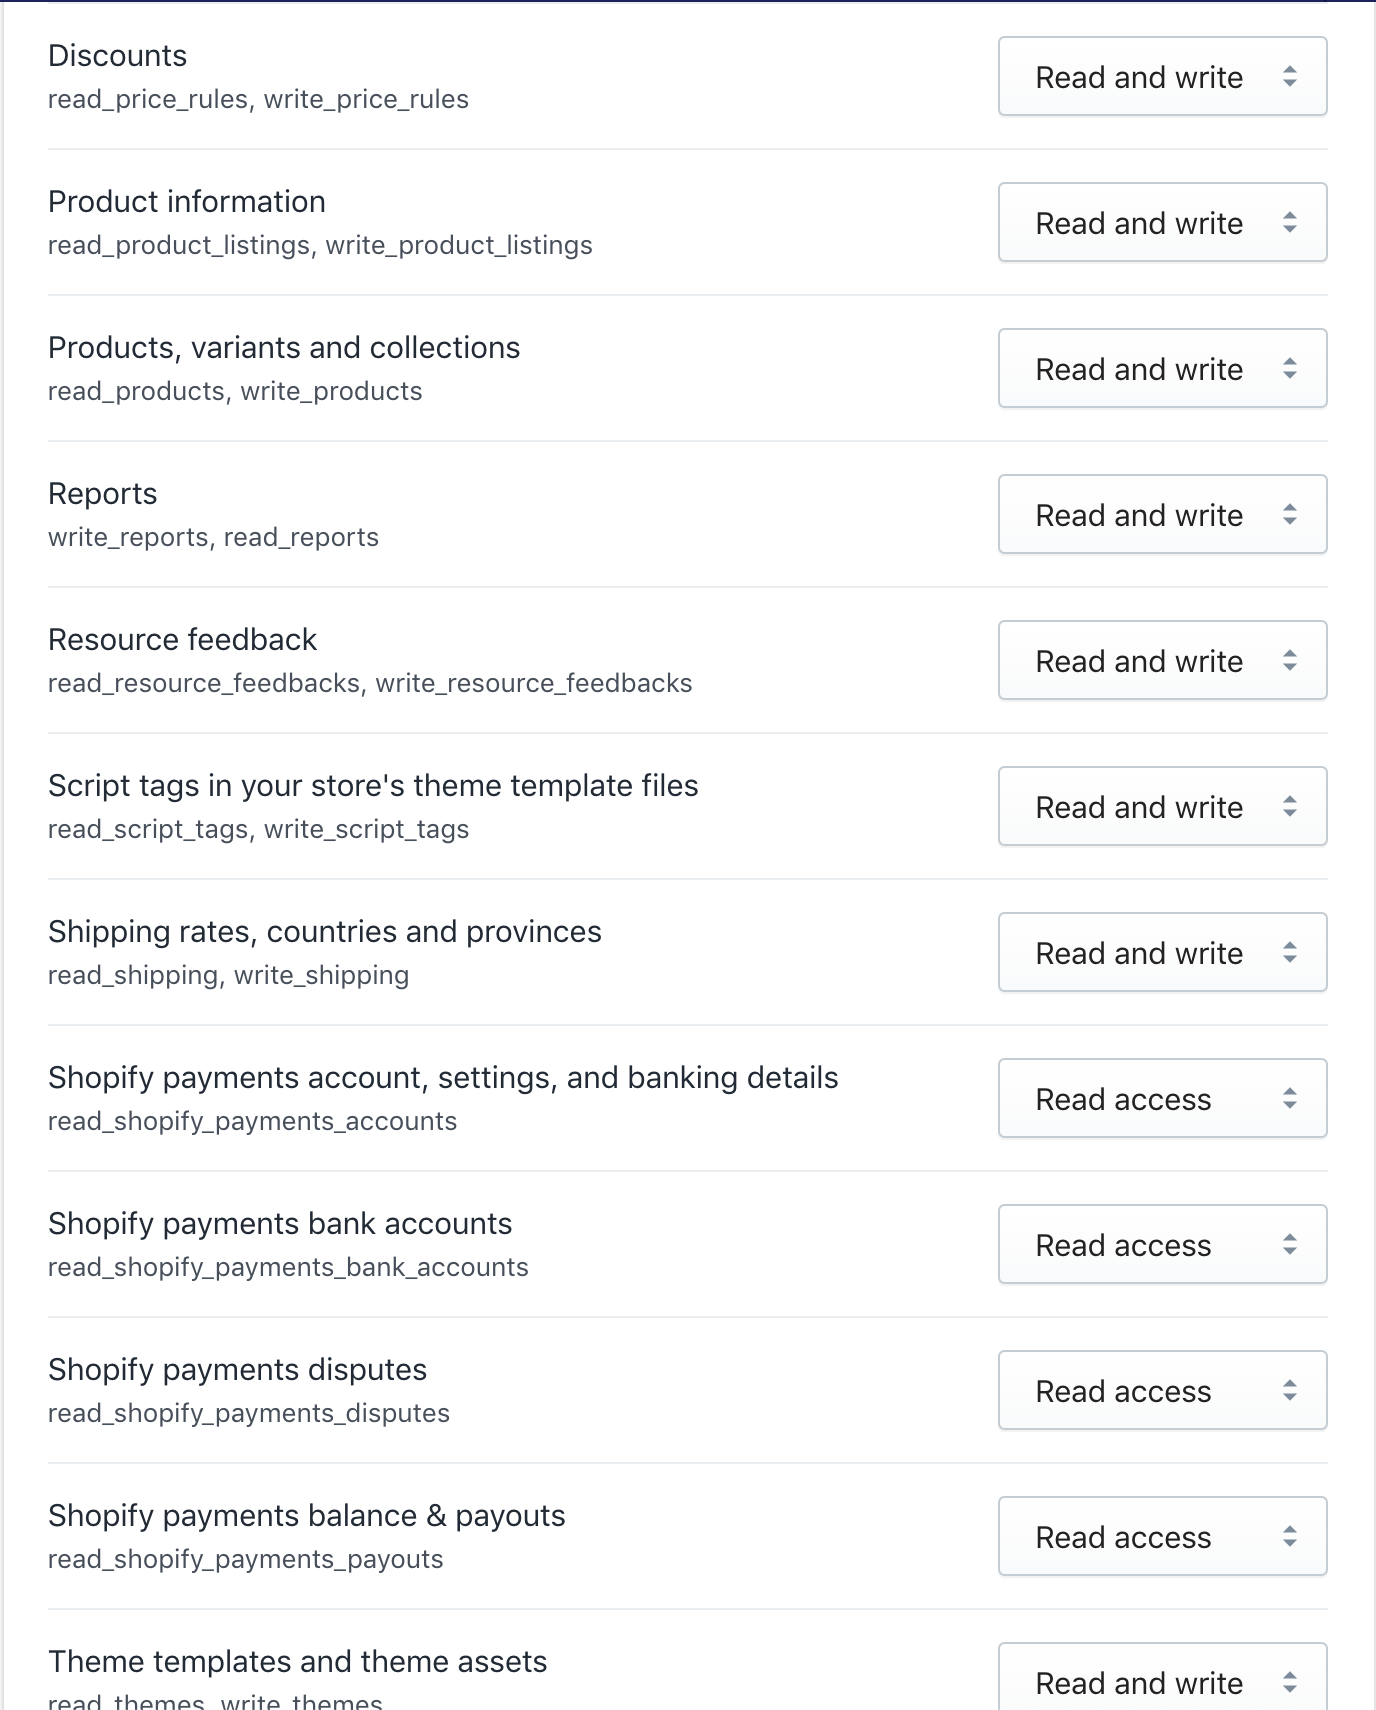 Discounts
Read and write
read_price_rules, write_price_rules
Product information
Read and write
read_product_listings, write_product_listings
Products, variants and collections
Read and write
read_products, write_products
Reports
Read and write
write_reports, read_reports
Resource feedback
Read and write
read_resource_feedbacks, write_resource_feedbacks
Script tags in your store's theme template files
Read and write
read_script_tags, write_script_tags
Shipping rates, countries and provinces
Read and write
read_shipping, write_shipping
Shopify payments account, settings, and banking details
Read access
read_shopify_payments_accounts
Shopify payments bank accounts
Read access
read_shopify_payments_bank_accounts
Shopify payments disputes
Read access
read_shopify_payments_disputes
Shopify payments balance & payouts
Read access
read_shopify_payments_payouts
Theme templates and theme assets
Read and write
read_themes, write_themes